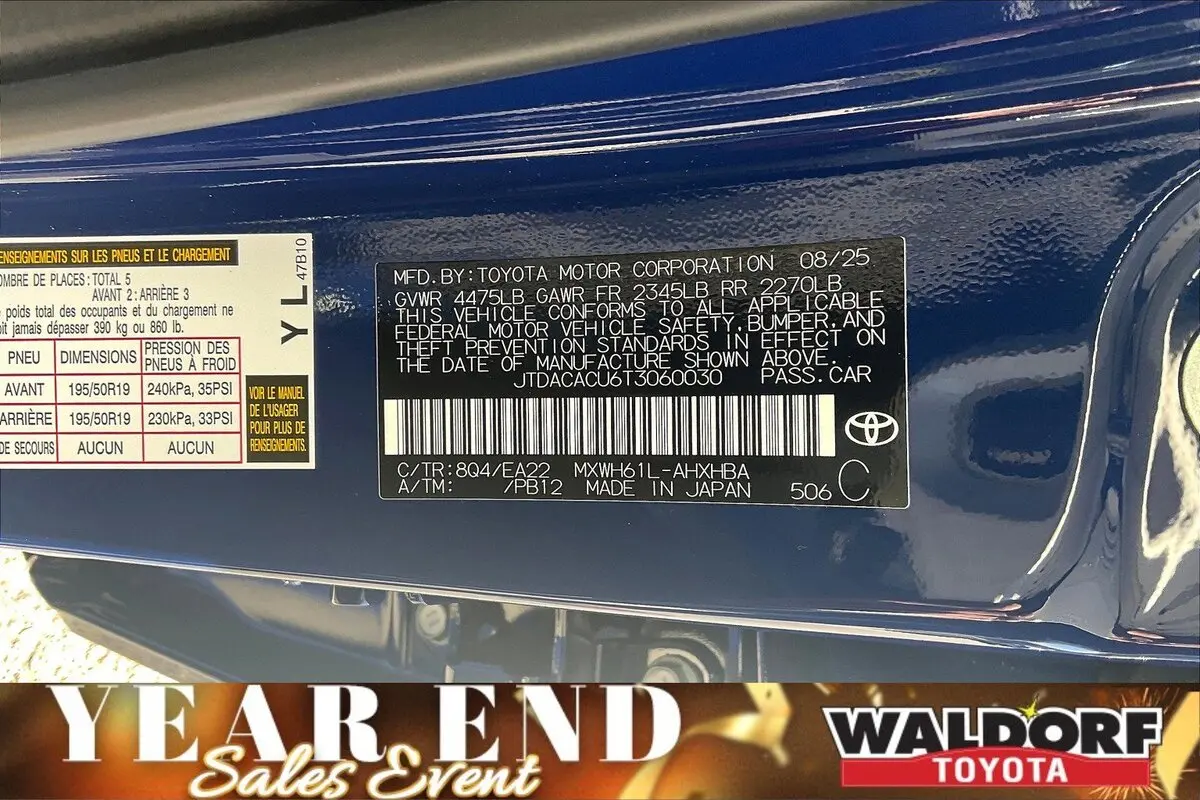 RENSEIGNEMENTS SUR LES PNEUS ET LE CHARGEMENT
NOMBRE DE PLACES: TOTAL 5
AVANT 2: ARRIÈRE 3
poids total des occupants et du chargement ne
doit jamais dépasser 390 kg ou 860 lb.
PNEU DIMENSIONS PRESSION DES PNEUS À FROID
AVANT 195/50R19 240kPa, 35PSI
ARRIÈRE 195/50R19 230kPa, 33PSI
DE SECOURS AUCUN AUCUN
VOIR LE MANUEL
DE L'USAGER
POUR PLUS DE
RENSEIGNEMENTS.
YL 47B10
MFD. BY: TOYOTA MOTOR CORPORATION 08/25
GVWR 4475LB GAWR FR 2345LB RR 2270LB
THIS VEHICLE CONFORMS TO ALL APPLICABLE
FEDERAL MOTOR VEHICLE SAFETY, BUMPER, AND
THEFT PREVENTION STANDARDS IN EFFECT ON
THE DATE OF MANUFACTURE SHOWN ABOVE.
JTDACACU6T3060030 PASS.CAR
C/TR: 8Q4/EA22 MXWH61L-AHXHBA
A/TM: /PB12 MADE IN JAPAN 506 C
YEAR END
Sales Event
WALDORF
TOYOTA